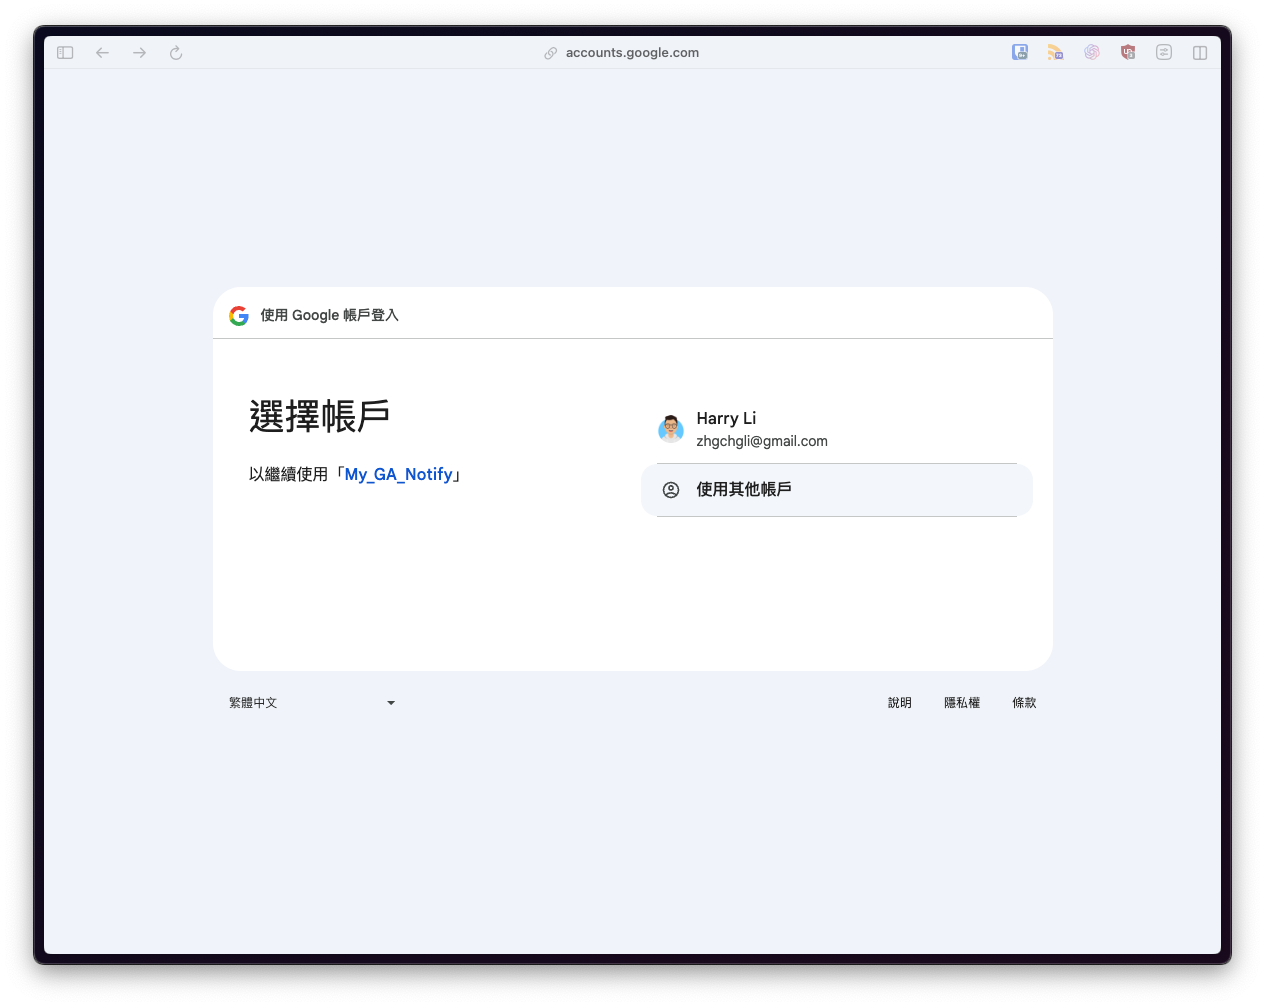 accounts.google.com
使用 Google 帳戶登入
選擇帳戶
以繼續使用「My_GA_Notify」
Harry Li
zhgchgli@gmail.com
使用其他帳戶
繁體中文
說明
隱私權
條款